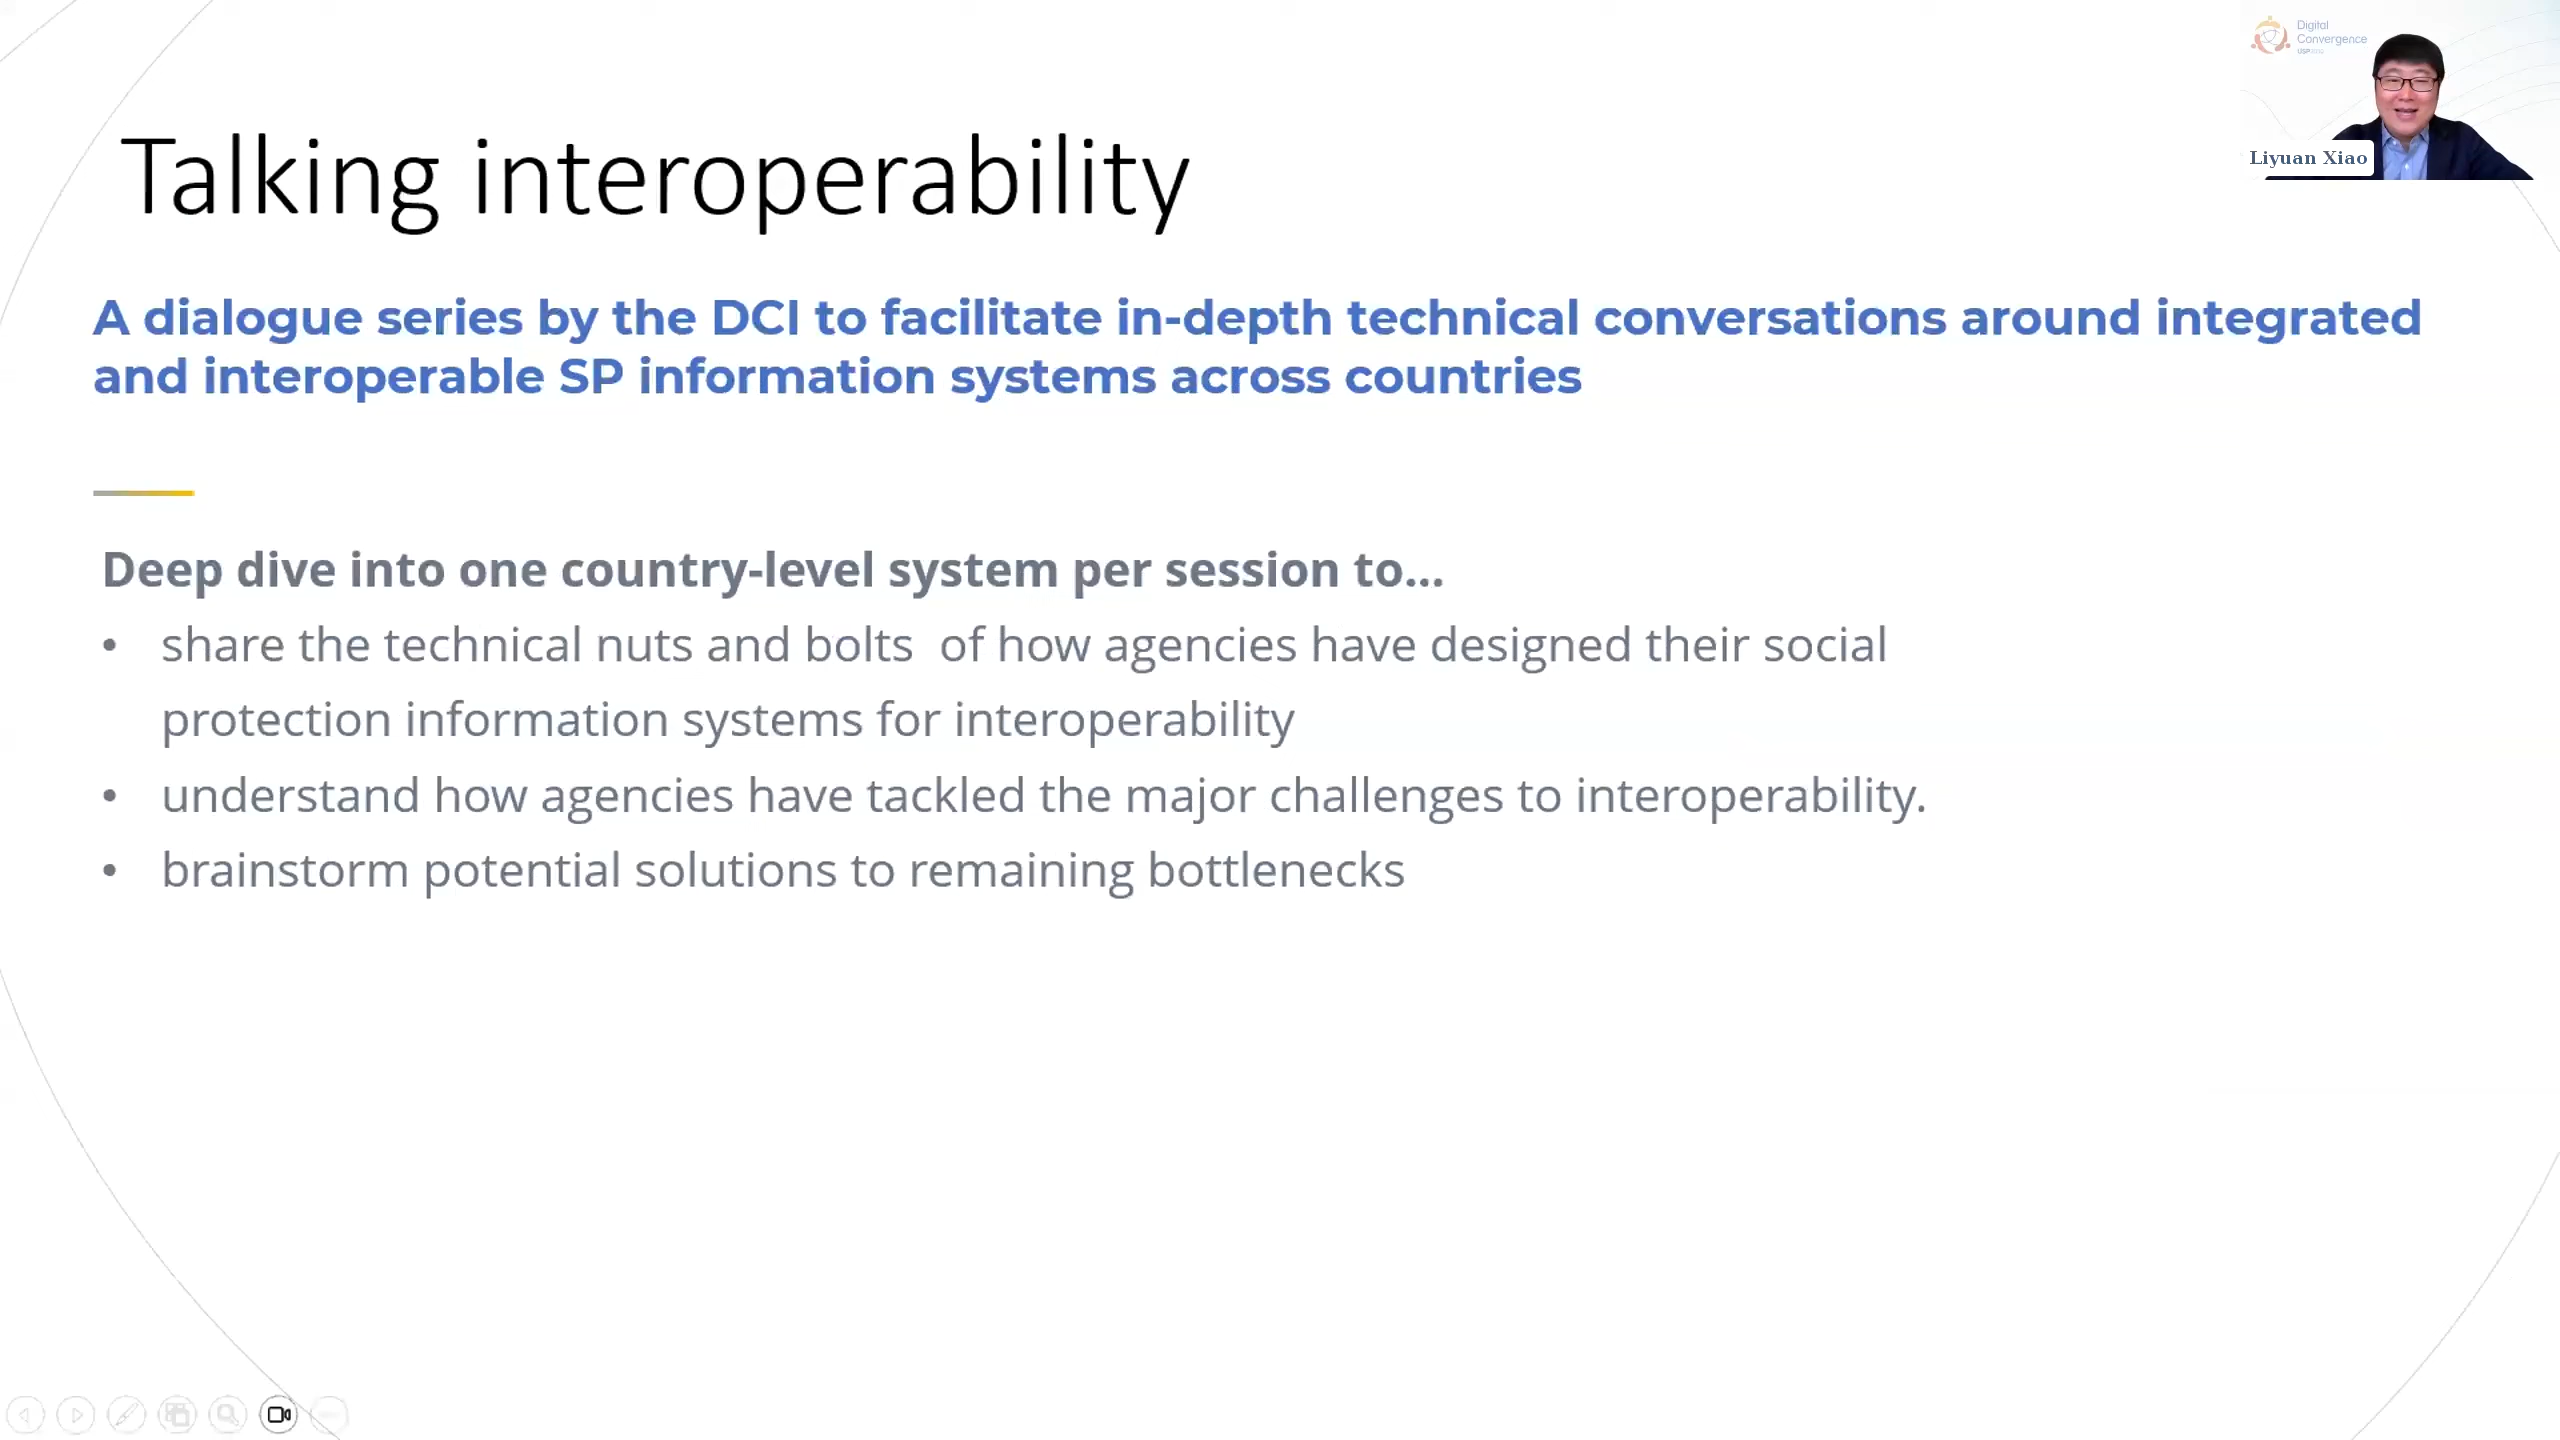 Digital
Convergence
Liyuan Xiao
Talking interoperability
A dialogue series by the DCI to facilitate in-depth technical conversations around integrated
and interoperable SP information systems across countries
Deep dive into one country-level system per session to...
• share the technical nuts and bolts  of how agencies have designed their social
protection information systems for interoperability
• understand how agencies have tackled the major challenges to interoperability.
• brainstorm potential solutions to remaining bottlenecks